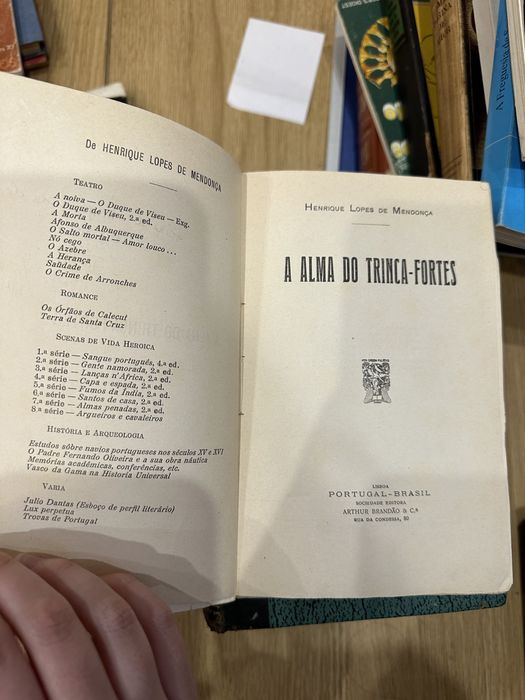 De HENRIQUE LOPES DE MENDONÇA
TEATRO
A noiva — O Duque de Viseu — Esg.
O Duque de Viseu, 2.ª ed.
A Morta
Afonso de Albuquerque
O Salto mortal — Amor louco...
Nó cego
O Azebre
A Herança
Saüdade
O Crime de Arronches
ROMANCE
Os Órfãos de Calecut
Terra de Santa Cruz
SCENAS DE VIDA HEROICA
1.ª série — Sangue português, 4.ª ed.
2.ª série — Gente namorada, 2.ª ed.
3.ª série — Lanças n'Africa, 2.ª ed.
4.ª série — Capa e espada, 2.ª ed.
5.ª série — Fumos da Índia, 2.ª ed.
6.ª série — Santos de casa, 2.ª ed.
7.ª série — Almas penadas, 2.ª ed.
8.ª série — Argueiros e cavaleiros
HISTÓRIA E ARQUEOLOGIA
Estudos sôbre navios portugueses nos séculos XV e XVI
O Padre Fernando Oliveira e a sua obra náutica
Memórias académicas, conferências, etc.
Vasco da Gama na Historia Universal
VARIA
Julio Dantas (Esboço de perfil literário)
Lux perpetua
Trovas de Portugal
HENRIQUE LOPES DE MENDONÇA
A ALMA DO TRINCA-FORTES
LISBOA
PORTUGAL-BRASIL
SOCIEDADE EDITORA
ARTHUR BRANDÃO & C.ª
RUA DA CONDESSA, 80
A Freguesia de
DIGEST